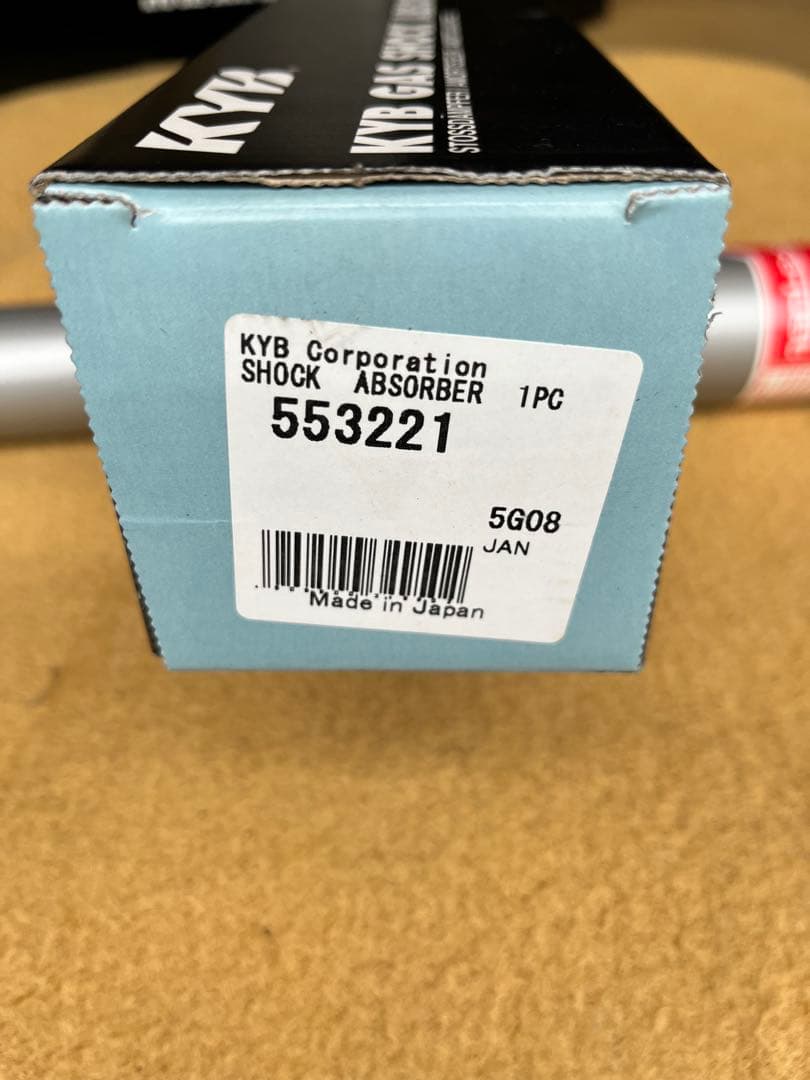 KYB
KYB GAS SHOCK
KYB Corporation
SHOCK ABSORBER 1PC
553221
5G08
JAN
Made in Japan